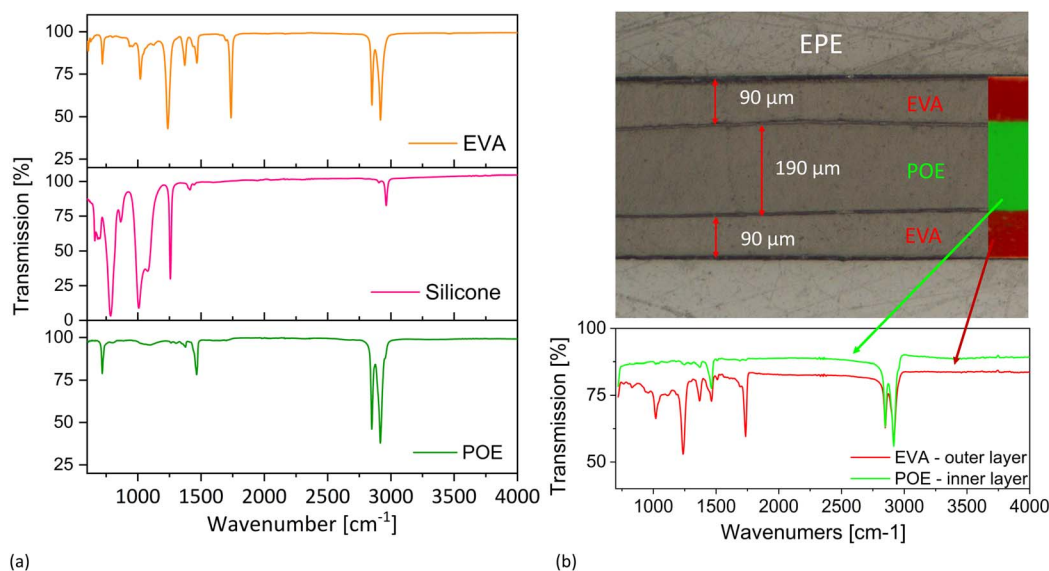 (a)
100
75
50
25
EVA
100
75
50
25
0
Silicone
100
75
50
25
POE
Transmission [%]
Transmission [%]
Transmission [%]
1000 1500 2000 2500 3000 3500 4000
Wavenumber [cm-1]
(a)
(b)
EPE
90 µm
EVA
190 µm
POE
90 µm
EVA
100
75
50
Transmission [%]
EVA - outer layer
POE - inner layer
1000 1500 2000 2500 3000 3500 4000
Wavenumers [cm-1]
(b)